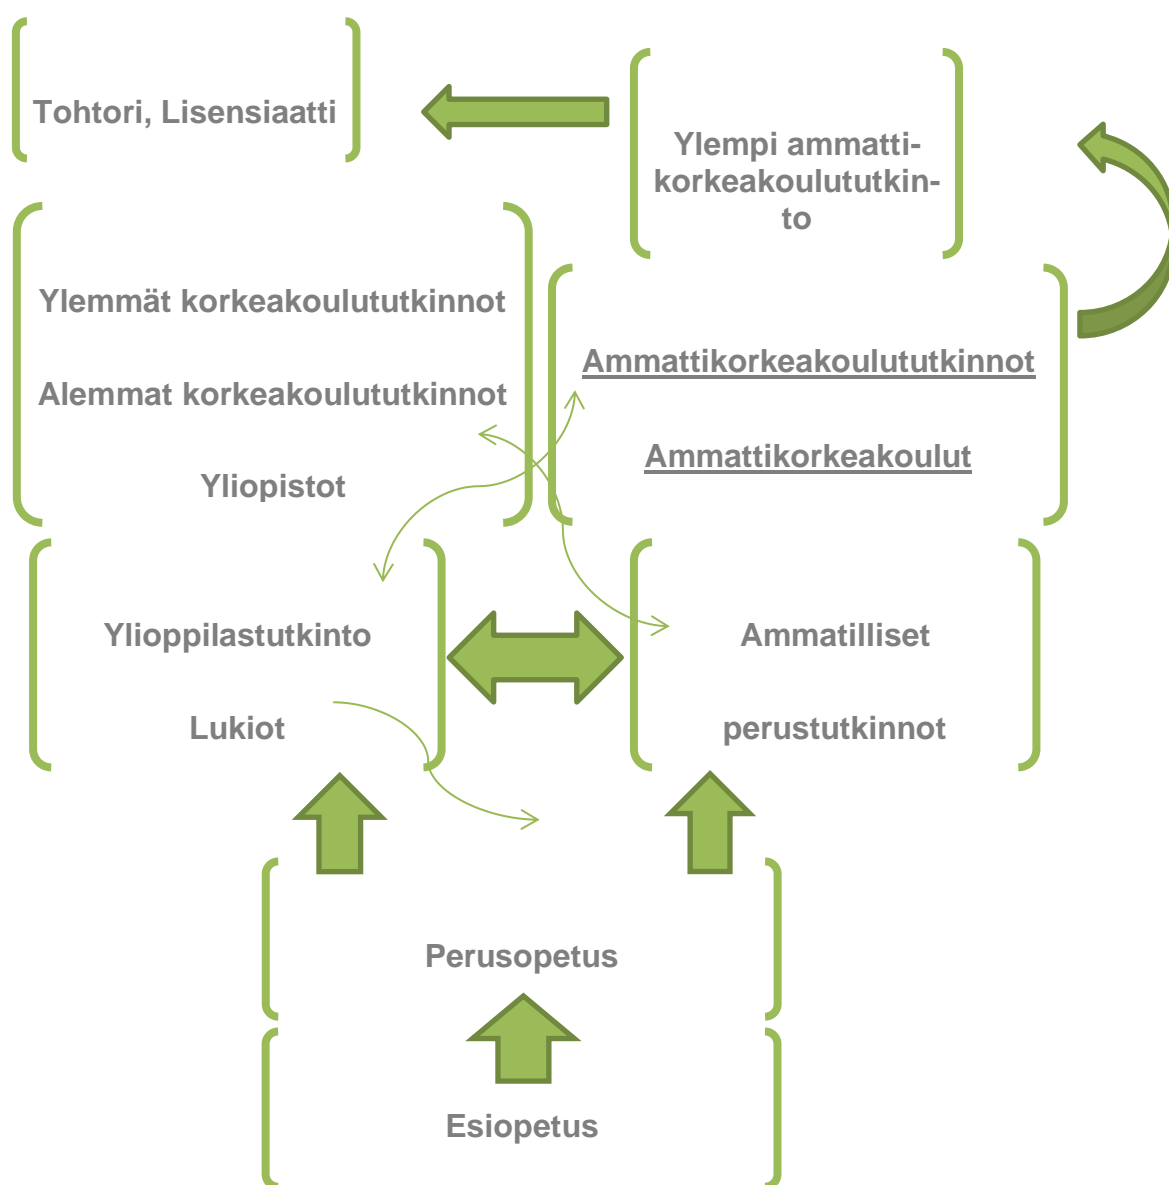 Tohtori, Lisensiaatti
Ylempi ammatti-
korkeakoulututkin-
to
Ylemmät korkeakoulututkinnot
Alemmat korkeakoulututkinnot
Yliopistot
Ammattikorkeakoulututkinnot
Ammattikorkeakoulut
Ylioppilastutkinto
Lukiot
Ammatilliset
perustutkinnot
Perusopetus
Esiopetus